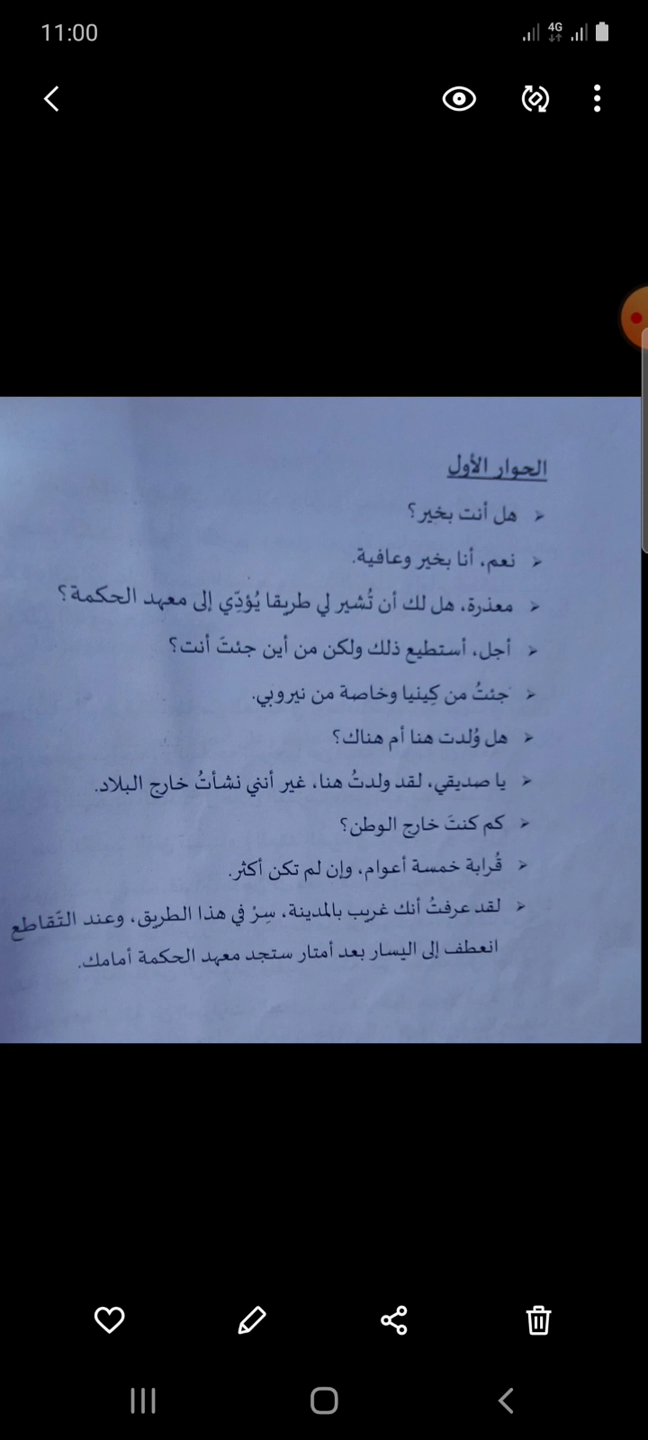 11:00
4G
الحوار الأول
هل أنت بخير؟
نعم، أنا بخير وعافية.
معذرة، هل لك أن تُشير لي طريقا يُؤدِّي إلى معهد الحكمة؟
أجل، أستطيع ذلك ولكن من أين جئتَ أنت؟
جئتُ من كِينيا وخاصة من نيروبي.
هل وُلدت هنا أم هناك؟
يا صديقي، لقد ولدتُ هنا، غير أنني نشأتُ خارج البلاد.
كم كنتَ خارج الوطن؟
قُرابة خمسة أعوام، وإن لم تكن أكثر.
لقد عرفتُ أنك غريب بالمدينة، سِرْ في هذا الطريق، وعند التَّقاطع
انعطف إلى اليسار بعد أمتار ستجد معهد الحكمة أمامك.